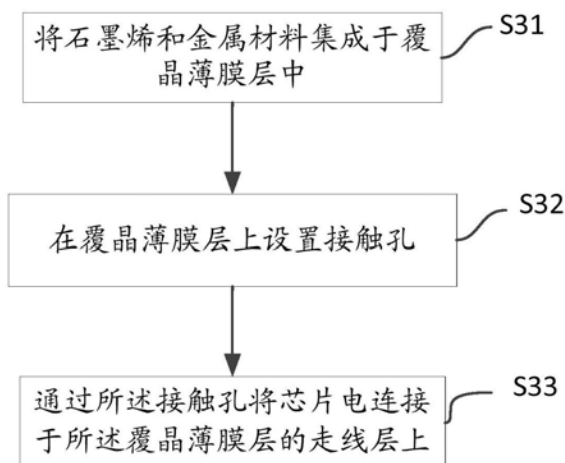 将石墨烯和金属材料集成于覆
晶薄膜层中
S31
在覆晶薄膜层上设置接触孔
S32
通过所述接触孔将芯片电连接
于所述覆晶薄膜层的走线层上
S33